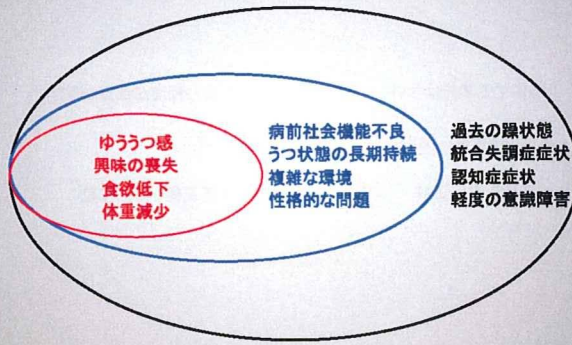 ゆううつ感
興味の喪失
食欲低下
体重減少
病前社会機能不良
うつ状態の長期持続
複雑な環境
性格的な問題
過去の躁状態
統合失調症症状
認知症症状
軽度の意識障害